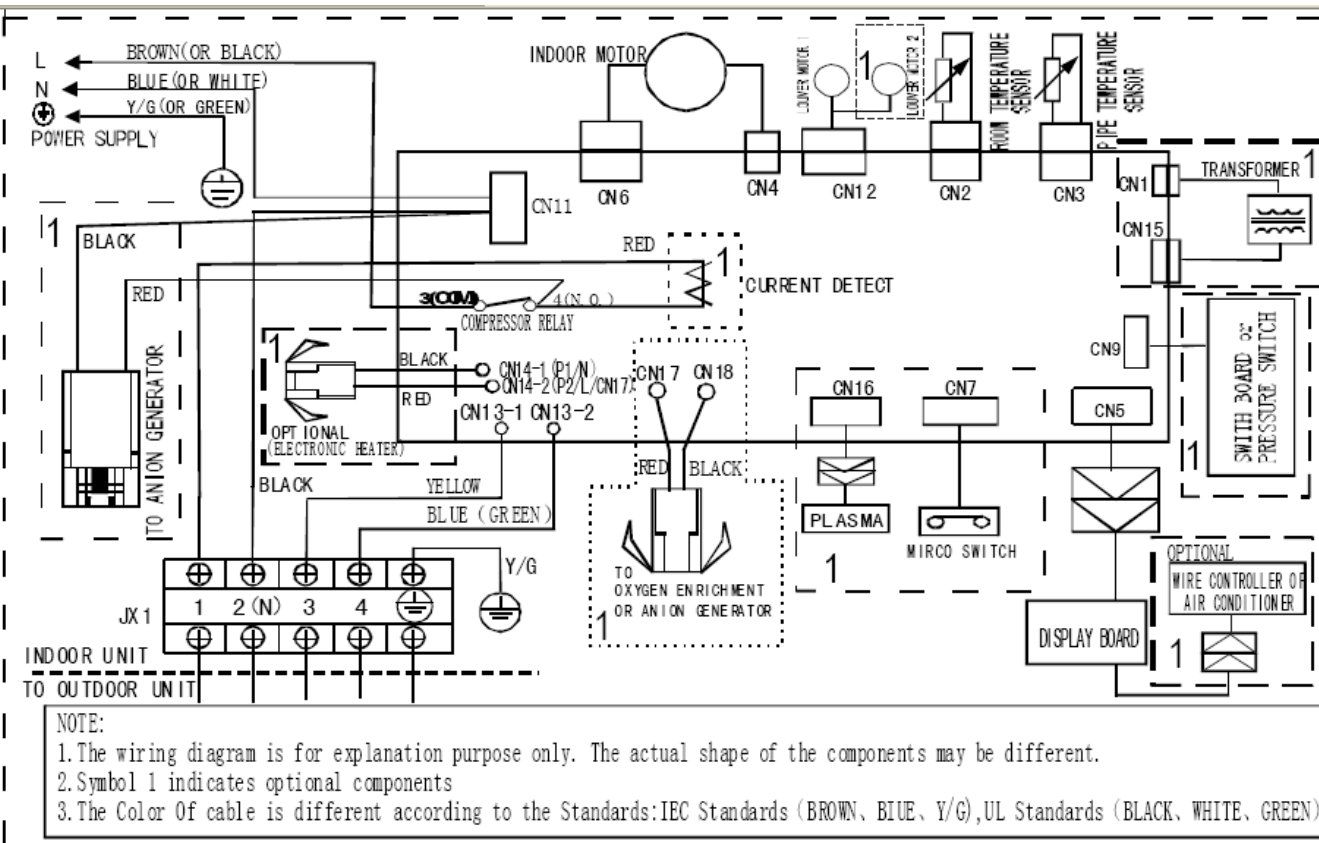 L
BROWN(OR BLACK)
N
BLUE(OR WHITE)
Y/G(OR GREEN)
POWER SUPPLY
INDOOR MOTOR
LOUVER MOTOR 1
1
LOUVER MOTOR 2
ROOM TEMPERATURE
SENSOR
PIPE TEMPERATURE
SENSOR
CN6
CN4
CN12
CN2
CN3
CN1
TRANSFORMER
1
CN15
CN11
1
BLACK
RED
TO ANION GENERATOR
RED
1
CURRENT DETECT
3(COM)
4(N.O.)
COMPRESSOR RELAY
1
BLACK
RED
OPTIONAL
(ELECTRONIC HEATER)
CN14-1(P1/N)
CN14-2(P2/L/CN17)
CN13-1
CN13-2
CN17
CN18
RED
BLACK
TO
OXYGEN ENRICHMENT
OR ANION GENERATOR
1
CN16
CN7
PLASMA
MIRCO SWITCH
1
CN9
CN5
SWITH BOARD or
PRESSURE SWITCH
1
DISPLAY BOARD
OPTIONAL
WIRE CONTROLLER OF
AIR CONDITIONER
1
BLACK
YELLOW
BLUE (GREEN)
Y/G
JX1
1
2(N)
3
4
INDOOR UNIT
TO OUTDOOR UNIT
NOTE:
1.The wiring diagram is for explanation purpose only. The actual shape of the components may be different.
2.Symbol 1 indicates optional components
3.The Color Of cable is different according to the Standards:IEC Standards (BROWN、BIUE、Y/G),UL Standards (BLACK、WHITE、GREEN)